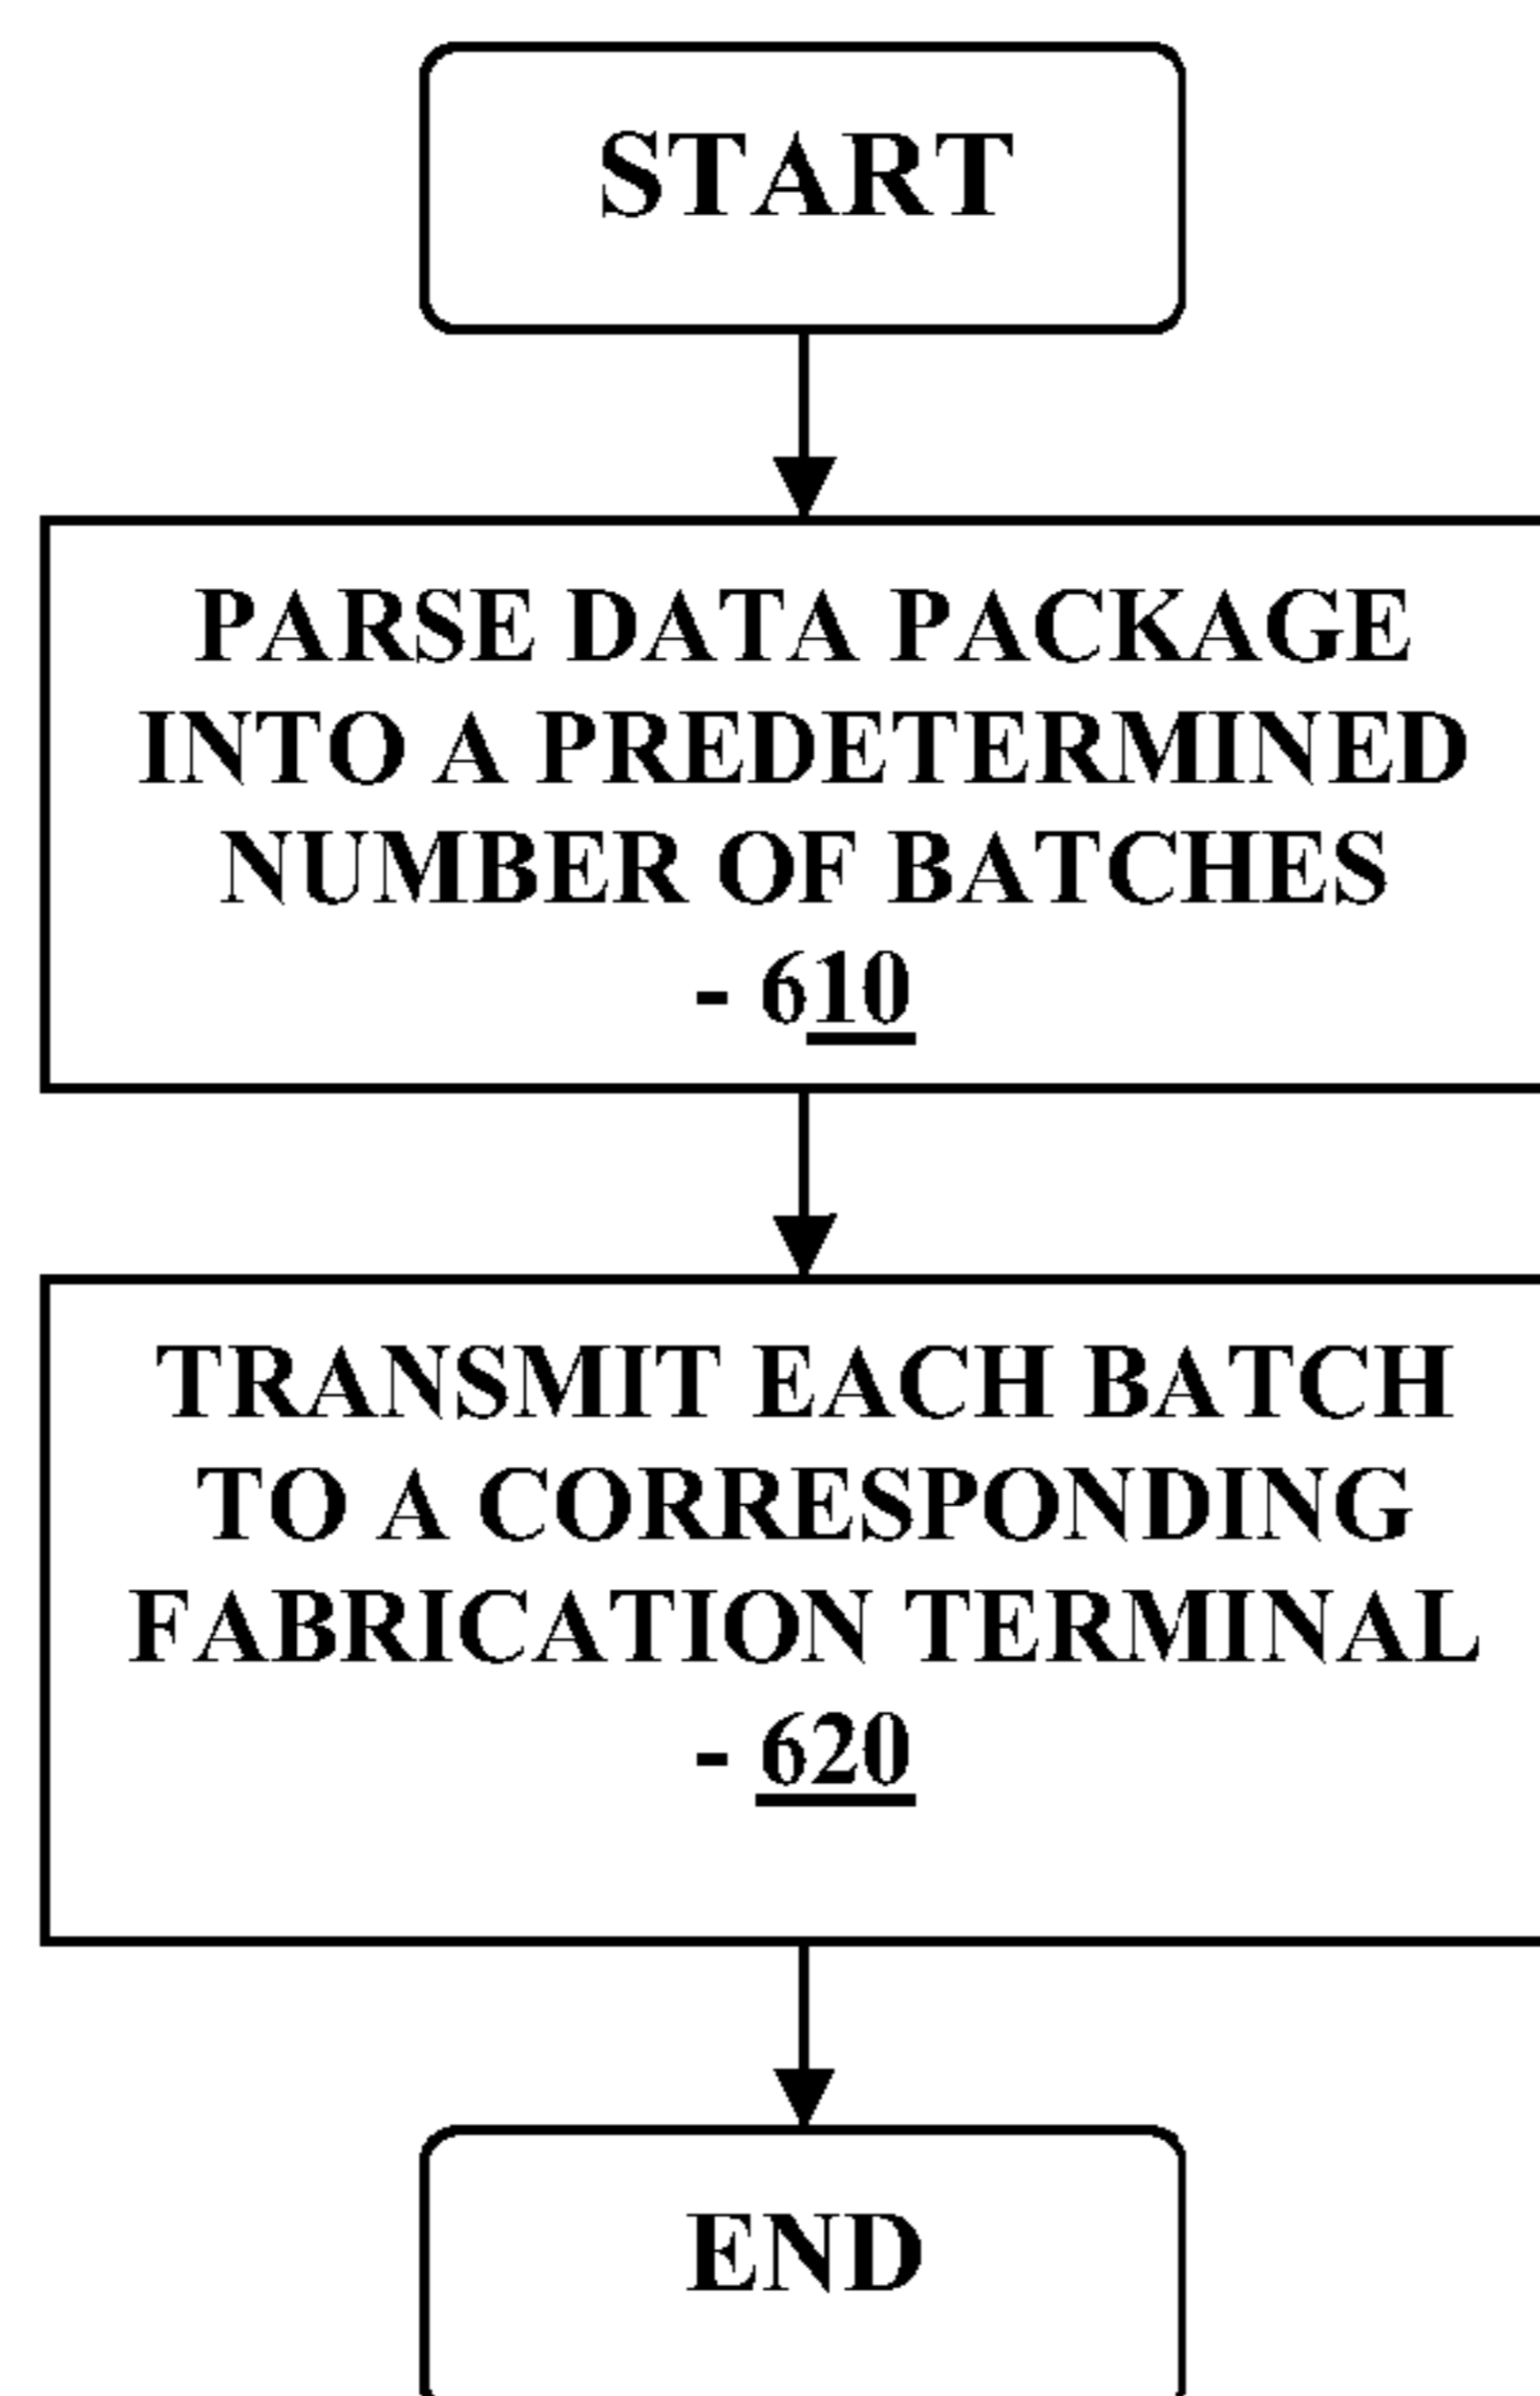 START
PARSE DATA PACKAGE
INTO A PREDETERMINED
NUMBER OF BATCHES
- 610
TRANSMIT EACH BATCH
TO A CORRESPONDING
FABRICATION TERMINAL
- 620
END